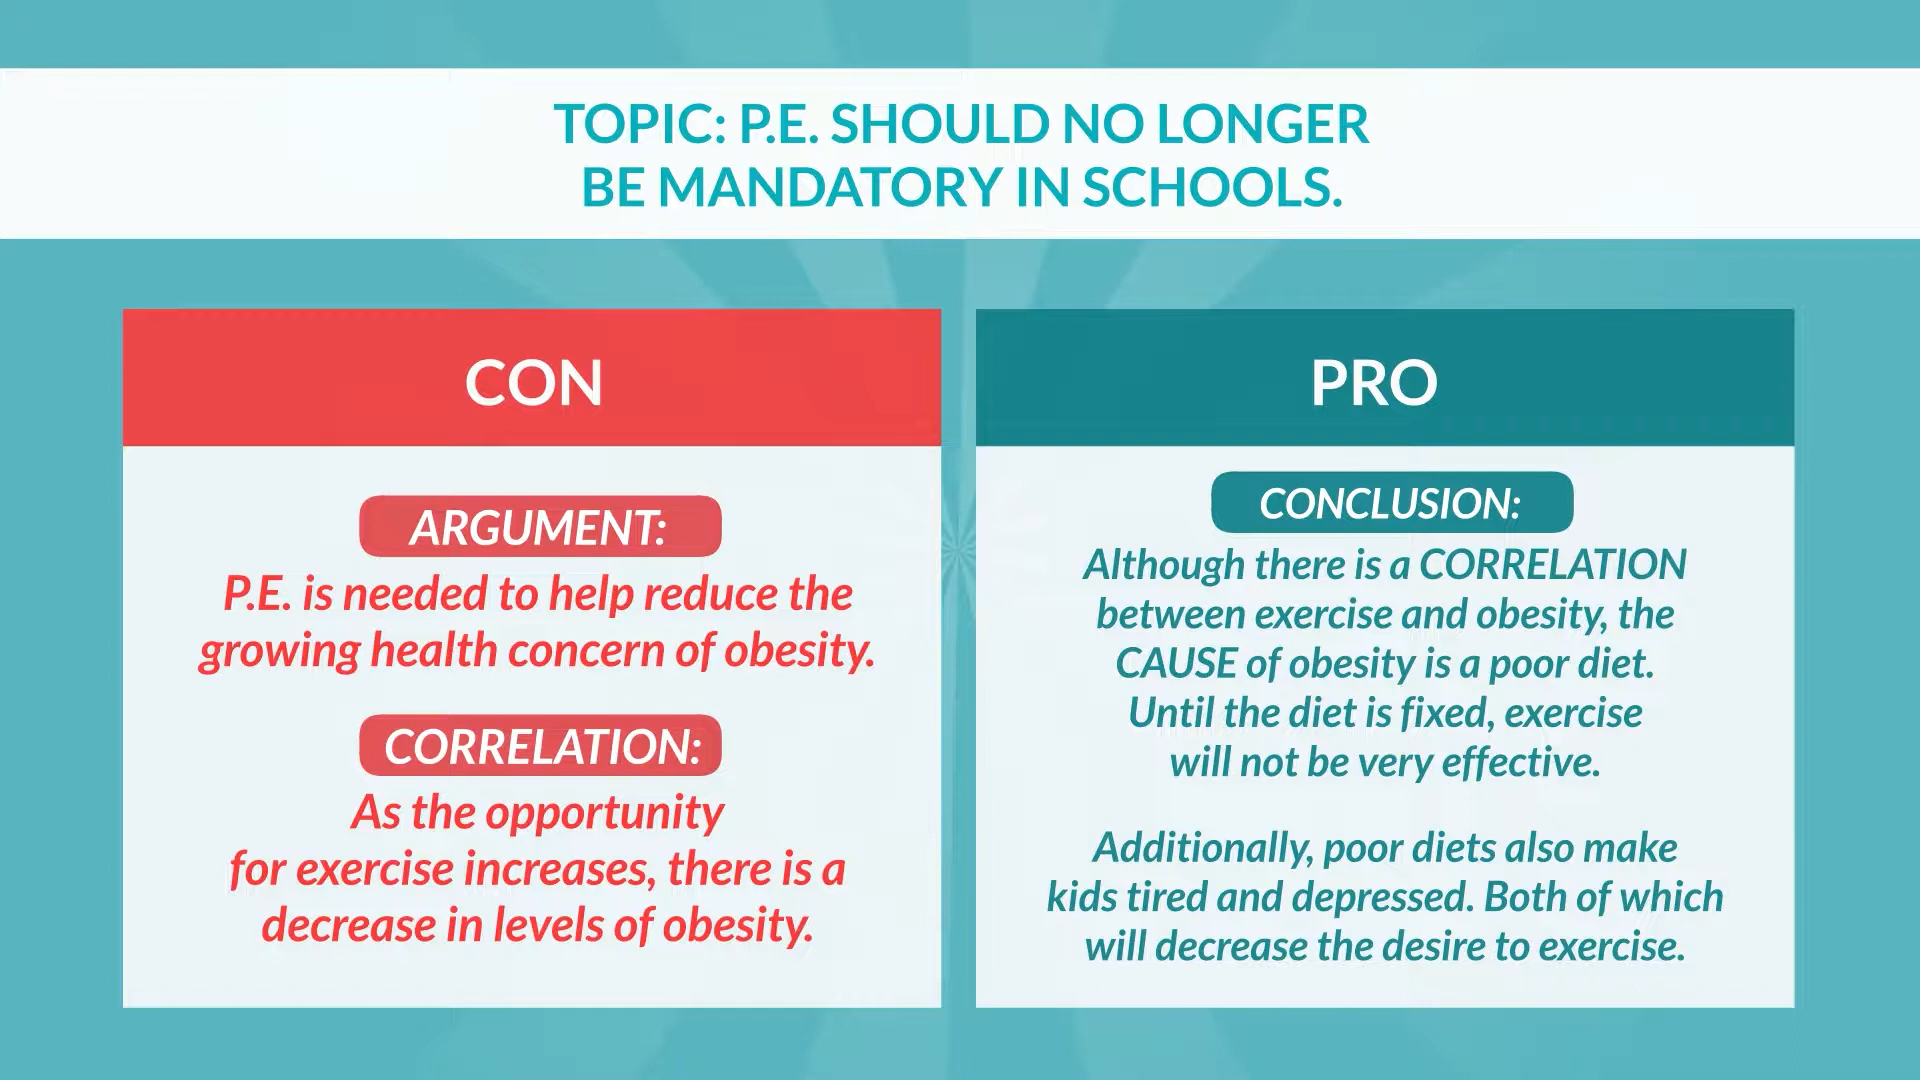 TOPIC: P.E. SHOULD NO LONGER
BE MANDATORY IN SCHOOLS.
CON
ARGUMENT:
P.E. is needed to help reduce the
growing health concern of obesity.
CORRELATION:
As the opportunity
for exercise increases, there is a
decrease in levels of obesity.
PRO
CONCLUSION:
Although there is a CORRELATION
between exercise and obesity, the
CAUSE of obesity is a poor diet.
Until the diet is fixed, exercise
will not be very effective.
Additionally, poor diets also make
kids tired and depressed. Both of which
will decrease the desire to exercise.